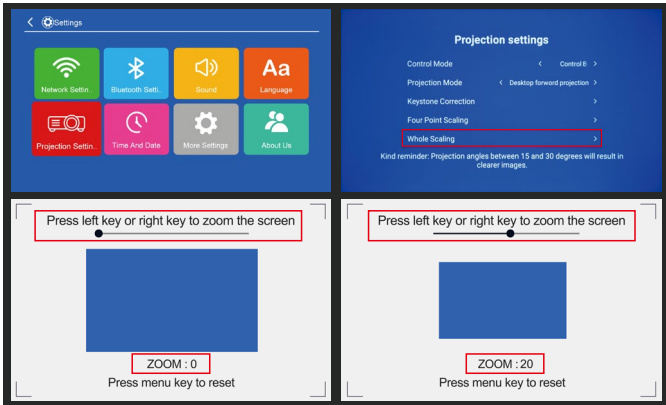 Settings
Network Settin..
Bluetooth Setti..
Sound
Aa
Language
Projection Settin..
Time And Date
More Settings
About Us
Projection settings
Control Mode
Control E
Projection Mode
Desktop forword projection
Keystone Correction
Four Point Scaling
Whole Scaling
Kind reminder: Projection angles between 15 and 30 degrees will result in
clearer images.
Press left key or right key to zoom the screen
ZOOM : 0
Press menu key to reset
Press left key or right key to zoom the screen
ZOOM : 20
Press menu key to reset